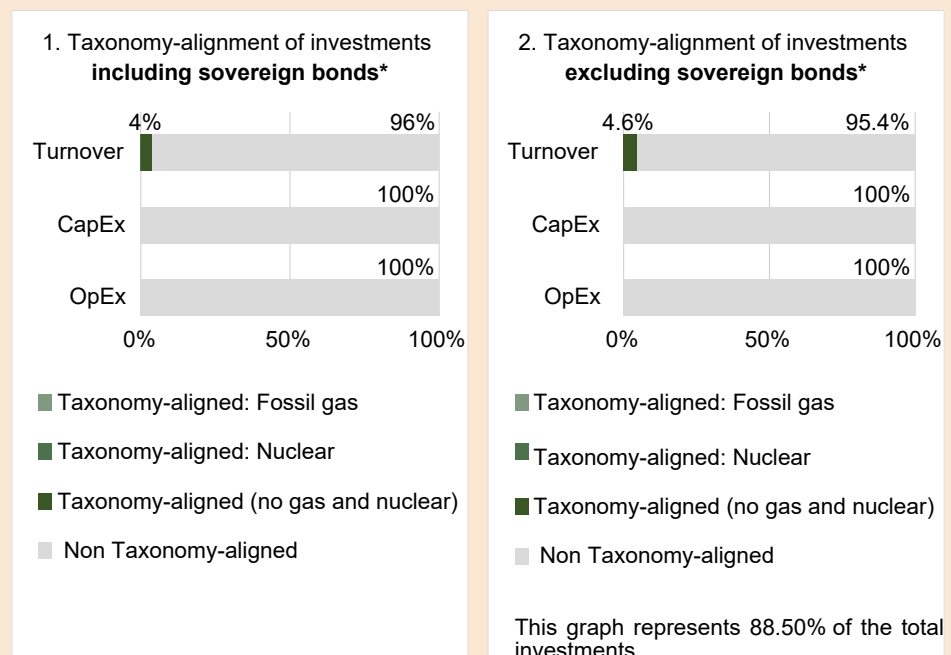 1. Taxonomy-alignment of investments
including sovereign bonds*
4%
96%
Turnover
100%
CapEx
100%
OpEx
0%
50%
100%
Taxonomy-aligned: Fossil gas
Taxonomy-aligned: Nuclear
Taxonomy-aligned (no gas and nuclear)
Non Taxonomy-aligned
2. Taxonomy-alignment of investments
excluding sovereign bonds*
4.6%
95.4%
Turnover
100%
CapEx
100%
OpEx
0%
50%
100%
Taxonomy-aligned: Fossil gas
Taxonomy-aligned: Nuclear
Taxonomy-aligned (no gas and nuclear)
Non Taxonomy-aligned
This graph represents 88.50% of the total
investments